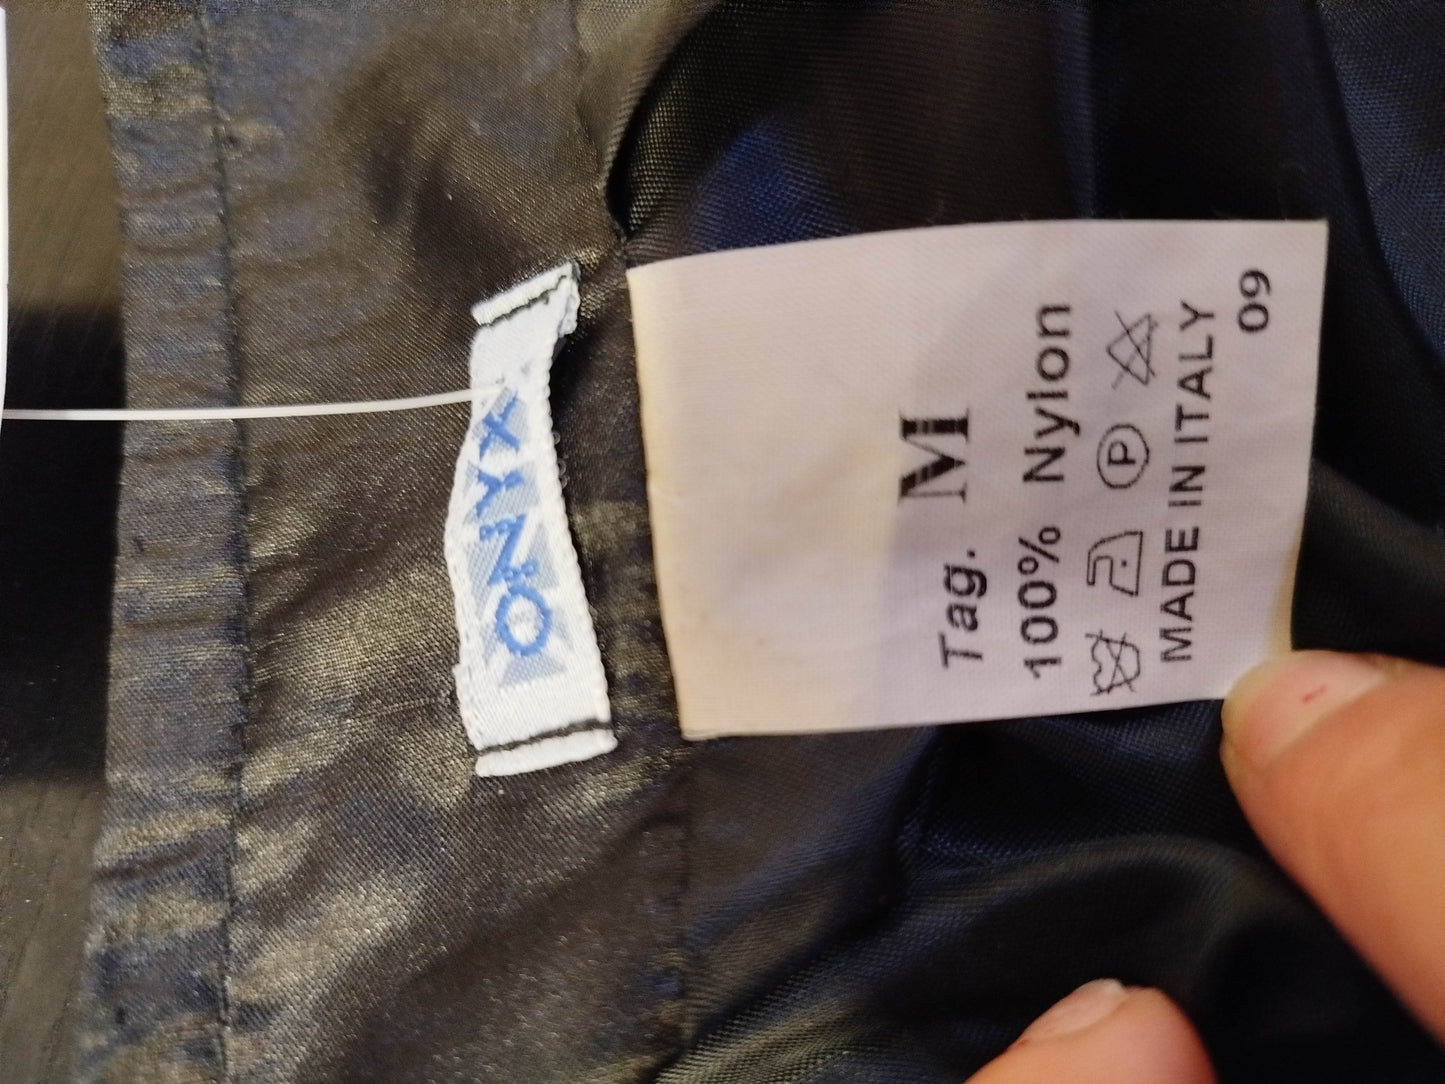 ONYX
Tag. M
100% Nylon
P
MADE IN ITALY
09